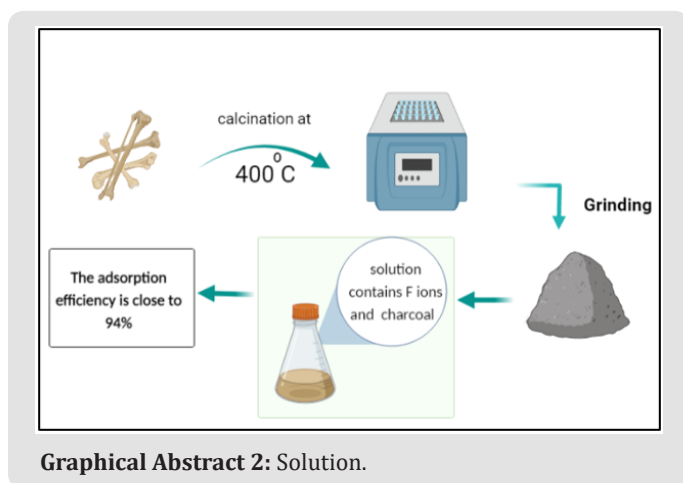 calcination at
400°C
Grinding
solution
contains F ions
and charcoal
The adsorption
efficiency is close to
94%
Graphical Abstract 2: Solution.